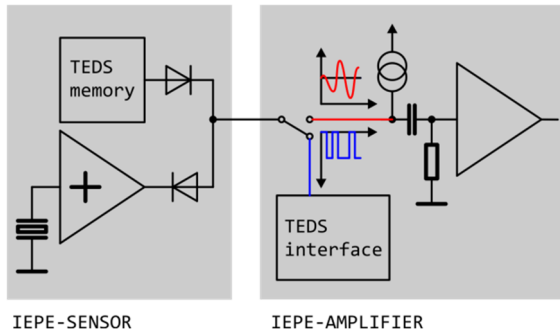 TEDS
memory
TEDS
interface
IEPE-SENSOR
IEPE-AMPLIFIER